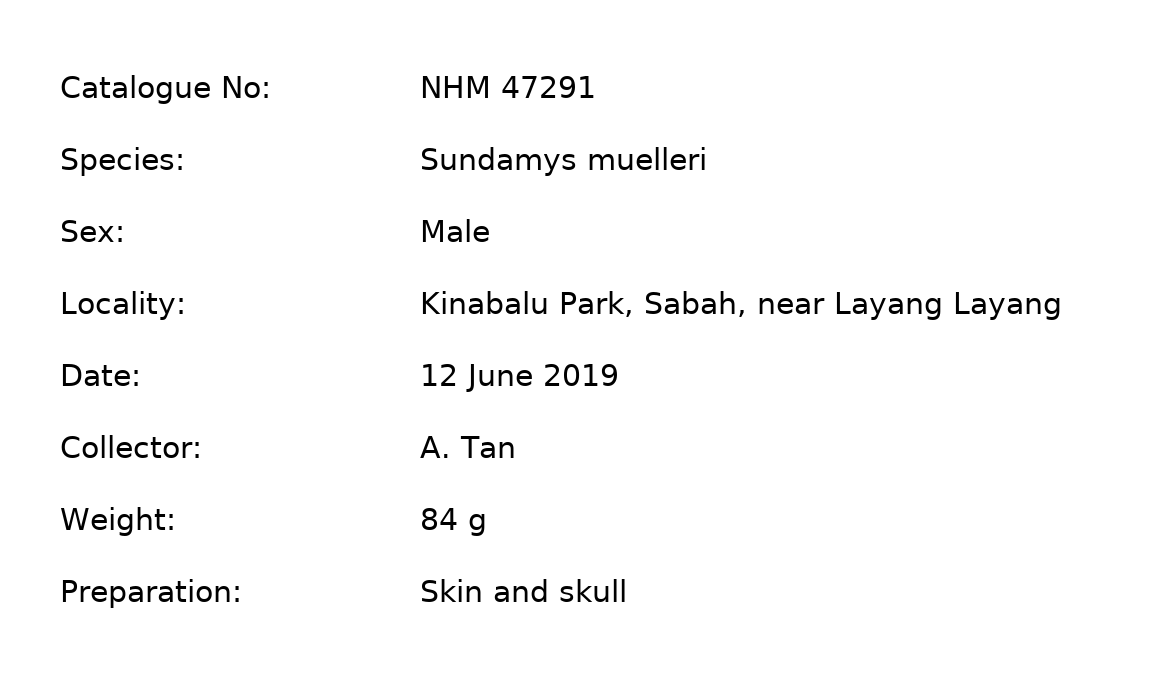 Catalogue No: NHM 47291
Species: Sundamys muelleri
Sex: Male
Locality: Kinabalu Park, Sabah, near Layang Layang
Date: 12 June 2019
Collector: A. Tan
Weight: 84 g
Preparation: Skin and skull